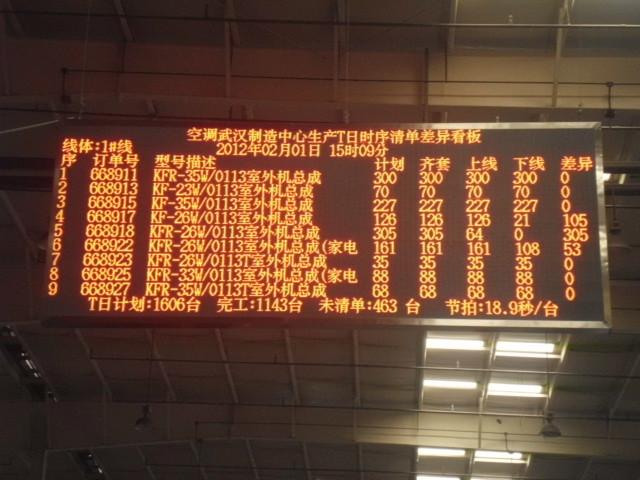 空调武汉制造中心生产T日时序清单差异看板
线体:1#线 2012年02月01日 15时09分
序 订单号 型号描述 计划 齐套 上线 下线 差异
1 668911 KFR-35W/0113室外机总成 300 300 300 300 0
2 668913 KF-23W/0113室外机总成 70 70 70 70 0
3 668915 KF-35W/0113室外机总成 227 227 227 227 0
4 668917 KF-26W/0113室外机总成 126 126 126 21 105
5 668918 KFR-26W/0113室外机总成 305 305 64 0 305
6 668922 KFR-26W/0113室外机总成(家电 161 161 161 108 53
7 668923 KFR-26W/0113T室外机总成 35 35 35 35 0
8 668925 KFR-33W/0113室外机总成(家电 88 88 88 88 0
9 668927 KFR-35W/0113T室外机总成 68 68 68 68 0
T日计划:1606台 完工:1143台 未清单:463 台 节拍:18.9秒/台